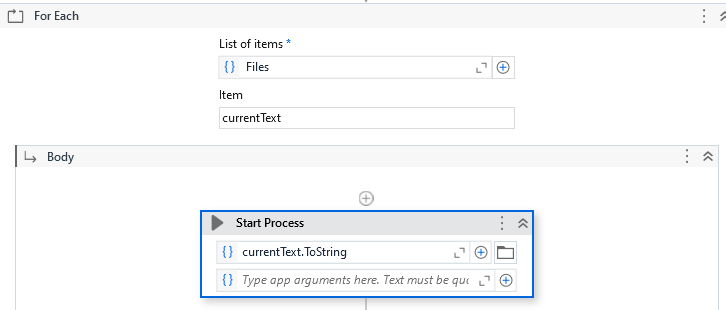 For Each
List of items *
{ } Files
Item
currentText
Body
Start Process
{ } currentText.ToString
{ } Type app arguments here. Text must be quo